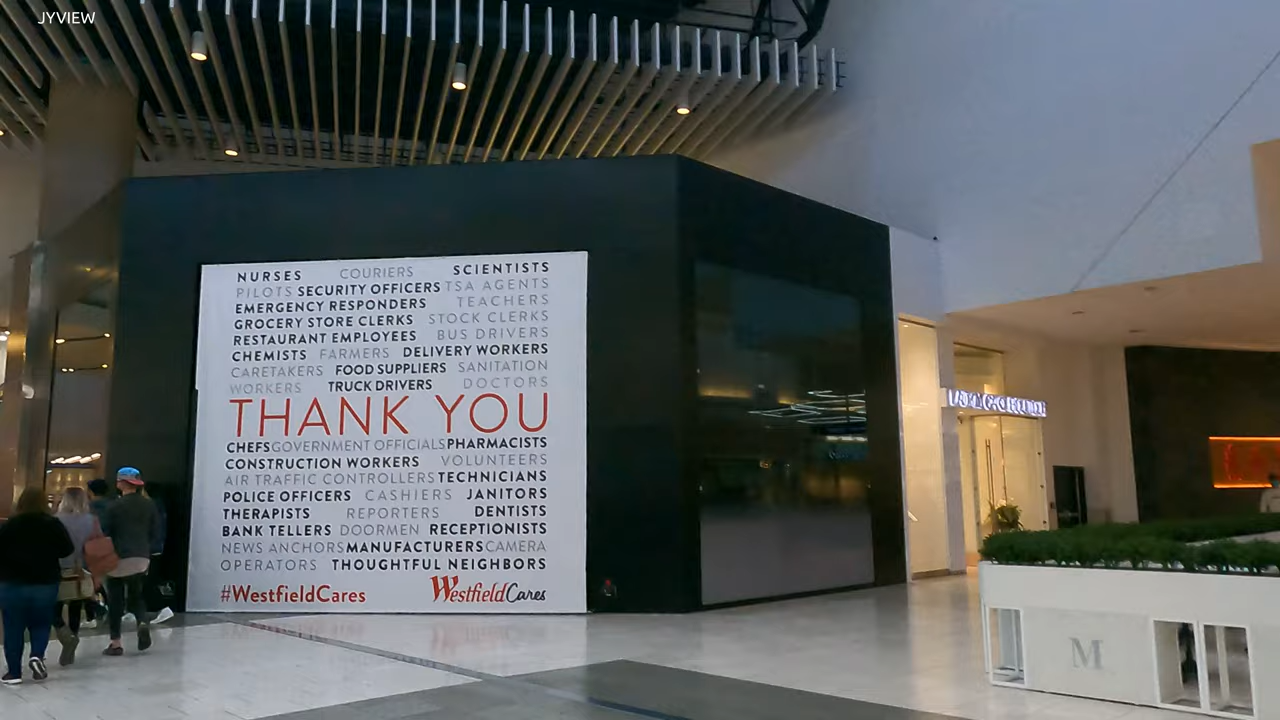 JYVIEW
NURSES COURIERS SCIENTISTS
PILOTS SECURITY OFFICERS TSA AGENTS
EMERGENCY RESPONDERS TEACHERS
GROCERY STORE CLERKS STOCK CLERKS
RESTAURANT EMPLOYEES BUS DRIVERS
CHEMISTS FARMERS DELIVERY WORKERS
CARETAKERS FOOD SUPPLIERS SANITATION
WORKERS TRUCK DRIVERS DOCTORS
THANK YOU
CHEFS GOVERNMENT OFFICIALS PHARMACISTS
CONSTRUCTION WORKERS VOLUNTEERS
AIR TRAFFIC CONTROLLERS TECHNICIANS
POLICE OFFICERS CASHIERS JANITORS
THERAPISTS REPORTERS DENTISTS
BANK TELLERS DOORMEN RECEPTIONISTS
NEWS ANCHORS MANUFACTURERS CAMERA
OPERATORS THOUGHTFUL NEIGHBORS
#WestfieldCares WestfieldCares
M